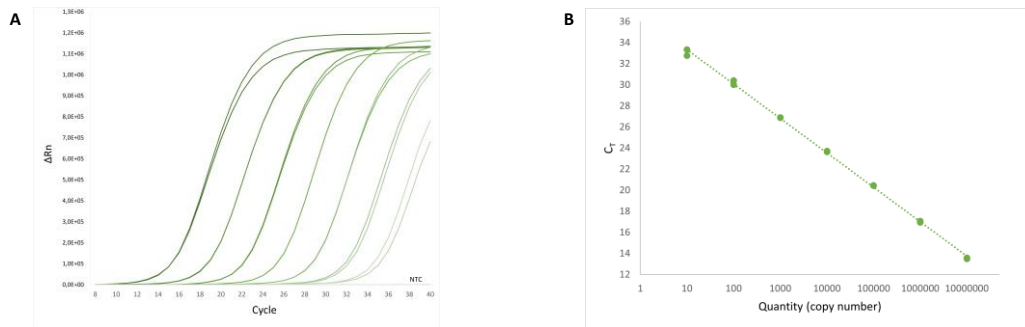 A
1,3E+06
1,2E+06
1,1E+06
1,0E+06
9,0E+05
8,0E+05
7,0E+05
6,0E+05
5,0E+05
4,0E+05
3,0E+05
2,0E+05
1,0E+05
0,0E+00
ΔRn
NTC
8 10 12 14 16 18 20 22 24 26 28 30 32 34 36 38 40
Cycle
B
36
34
32
30
28
26
24
22
20
18
16
14
12
CT
1 10 100 1000 10000 100000 1000000 10000000
Quantity (copy number)